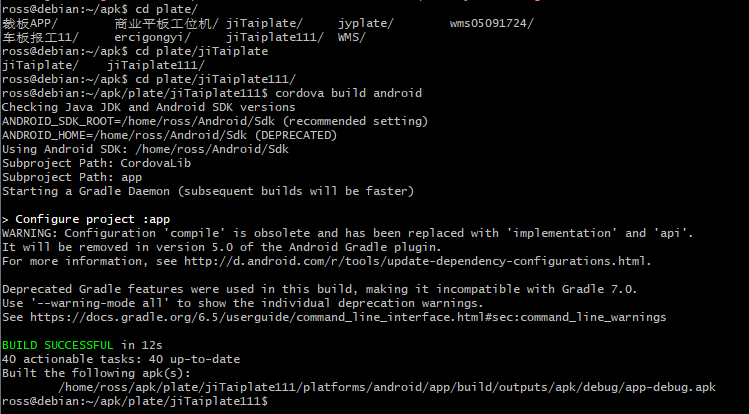 ross@debian:~/apk$ cd plate/
裁板APP/ 商业平板工位机/ jiTaiplate/ jyplate/ wms05091724/
车板报工11/ ercigongyi/ jiTaiplate111/ WMS/
ross@debian:~/apk$ cd plate/jiTaiplate
jiTaiplate/ jiTaiplate111/
ross@debian:~/apk$ cd plate/jiTaiplate111/
ross@debian:~/apk/plate/jiTaiplate111$ cordova build android
Checking Java JDK and Android SDK versions
ANDROID_SDK_ROOT=/home/ross/Android/Sdk (recommended setting)
ANDROID_HOME=/home/ross/Android/Sdk (DEPRECATED)
Using Android SDK: /home/ross/Android/Sdk
Subproject Path: CordovaLib
Subproject Path: app
Starting a Gradle Daemon (subsequent builds will be faster)
> Configure project :app
WARNING: Configuration 'compile' is obsolete and has been replaced with 'implementation' and 'api'.
It will be removed in version 5.0 of the Android Gradle plugin.
For more information, see http://d.android.com/r/tools/update-dependency-configurations.html.
Deprecated Gradle features were used in this build, making it incompatible with Gradle 7.0.
Use '--warning-mode all' to show the individual deprecation warnings.
See https://docs.gradle.org/6.5/userguide/command_line_interface.html#sec:command_line_warnings
BUILD SUCCESSFUL in 12s
40 actionable tasks: 40 up-to-date
Built the following apk(s):
/home/ross/apk/plate/jiTaiplate111/platforms/android/app/build/outputs/apk/debug/app-debug.apk
ross@debian:~/apk/plate/jiTaiplate111$